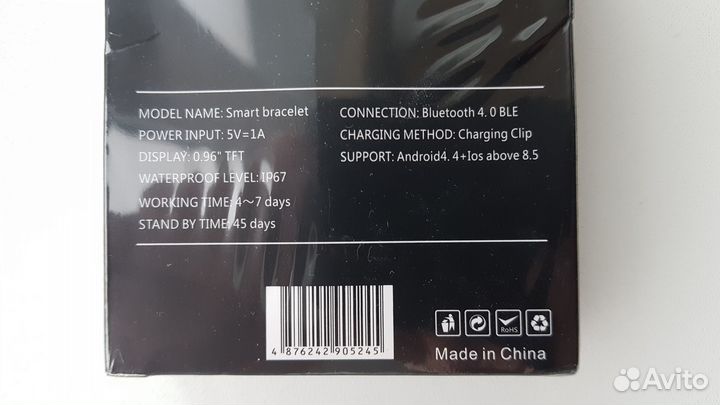 MODEL NAME: Smart bracelet
POWER INPUT: 5V=1A
DISPLAY: 0.96" TFT
WATERPROOF LEVEL: IP67
WORKING TIME: 4～7 days
STAND BY TIME: 45 days
CONNECTION: Bluetooth 4. 0 BLE
CHARGING METHOD: Charging Clip
SUPPORT: Android4. 4+Ios above 8.5
4 876242 905245
RoHS
Made in China
Avito